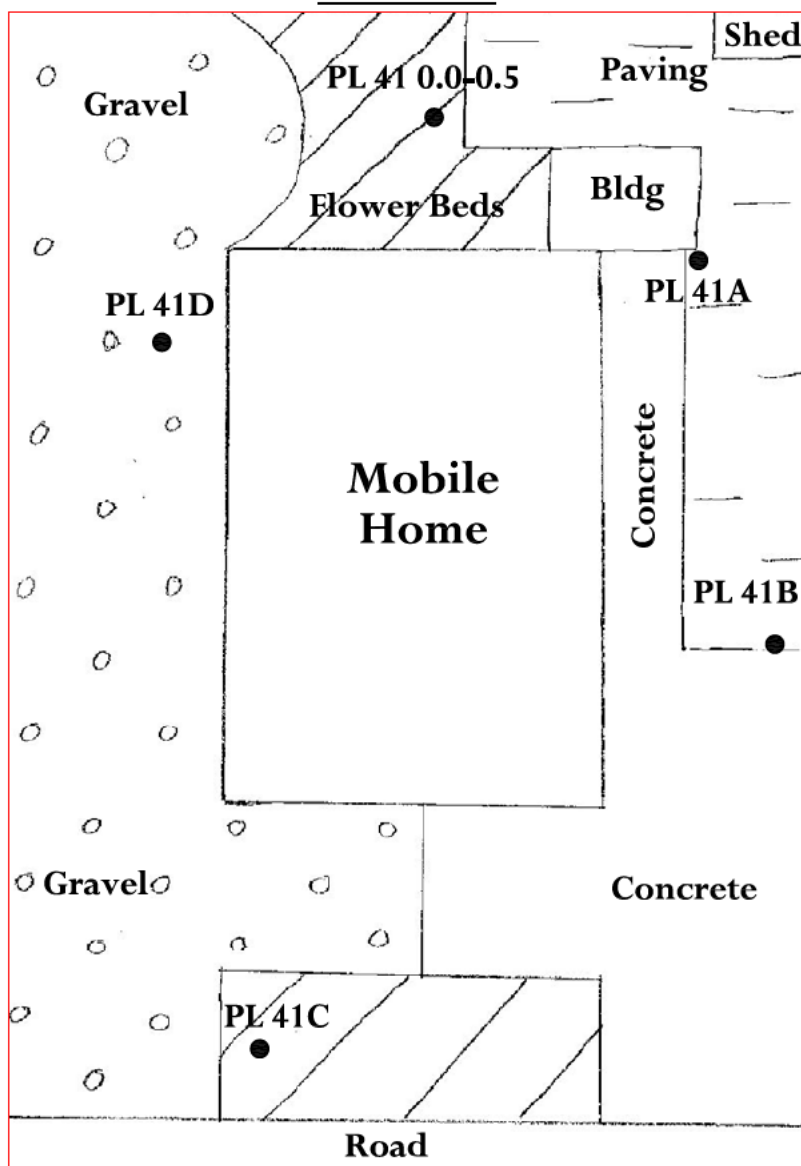 Shed
Paving
PL 41 0.0-0.5
Gravel
Bldg
Flower Beds
PL 41A
PL 41D
Concrete
Mobile
Home
PL 41B
Gravel
Concrete
PL 41C
Road